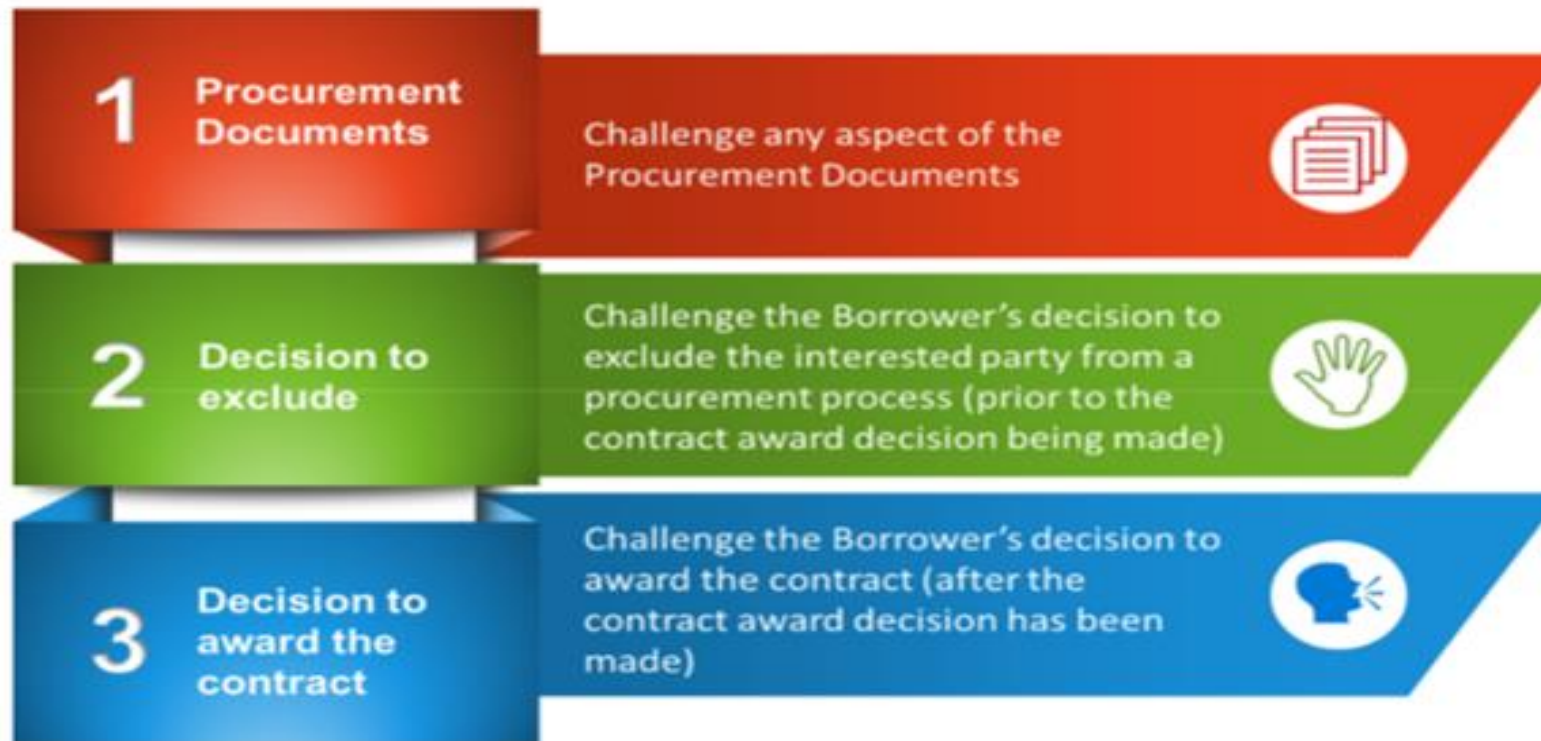 1
Procurement
Documents
Challenge any aspect of the
Procurement Documents
2
Decision to
exclude
Challenge the Borrower’s decision to
exclude the interested party from a
procurement process (prior to the
contract award decision being made)
3
Decision to
award the
contract
Challenge the Borrower’s decision to
award the contract (after the
contract award decision has been
made)